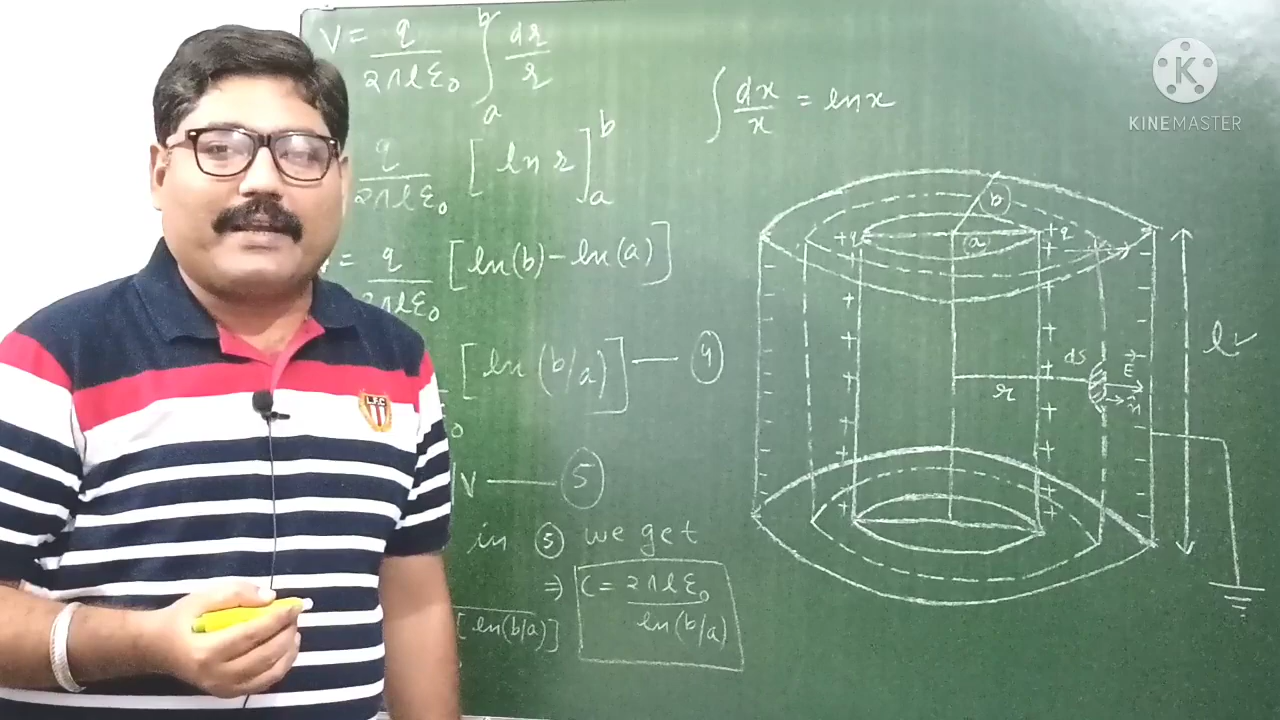 V = q/2πlε₀ ∫ₐᵇ dr/r
∫ dx/x = ln x
q/2πlε₀ [ln r]ₐᵇ
= q/2πlε₀ [ln(b) - ln(a)]
[ln(b/a)] — 4
V — 5
in 5 we get
⇒ C = 2πlε₀/ln(b/a)
[ln(b/a)]
KINEMASTER
K
b
a
+q
+q
r
ds
E⃗
n̂
l
L.F.C